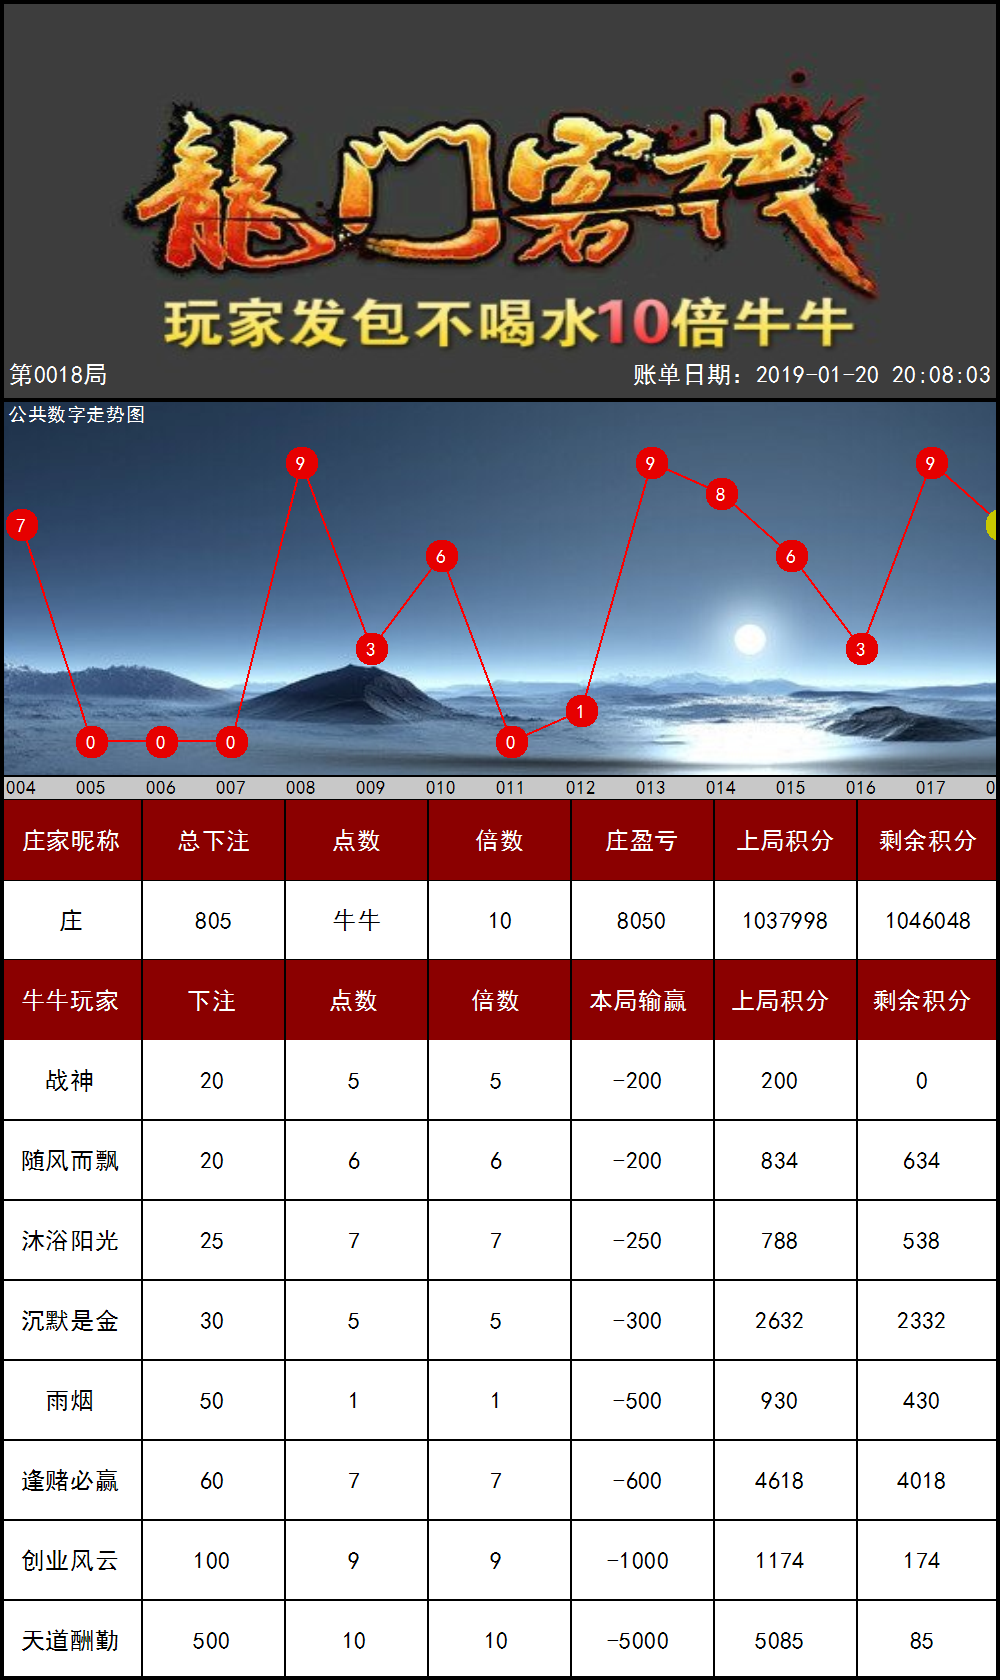 龍门客栈
玩家发包不喝水10倍牛牛
第0018局 账单日期：2019-01-20 20:08:03
公共数字走势图
9 9 9
8
7
6 6
3 3
1
0 0 0 0
004 005 006 007 008 009 010 011 012 013 014 015 016 017 0
庄家昵称 总下注 点数 倍数 庄盈亏 上局积分 剩余积分
庄 805 牛牛 10 8050 1037998 1046048
牛牛玩家 下注 点数 倍数 本局输赢 上局积分 剩余积分
战神 20 5 5 -200 200 0
随风而飘 20 6 6 -200 834 634
沐浴阳光 25 7 7 -250 788 538
沉默是金 30 5 5 -300 2632 2332
雨烟 50 1 1 -500 930 430
逢赌必赢 60 7 7 -600 4618 4018
创业风云 100 9 9 -1000 1174 174
天道酬勤 500 10 10 -5000 5085 85